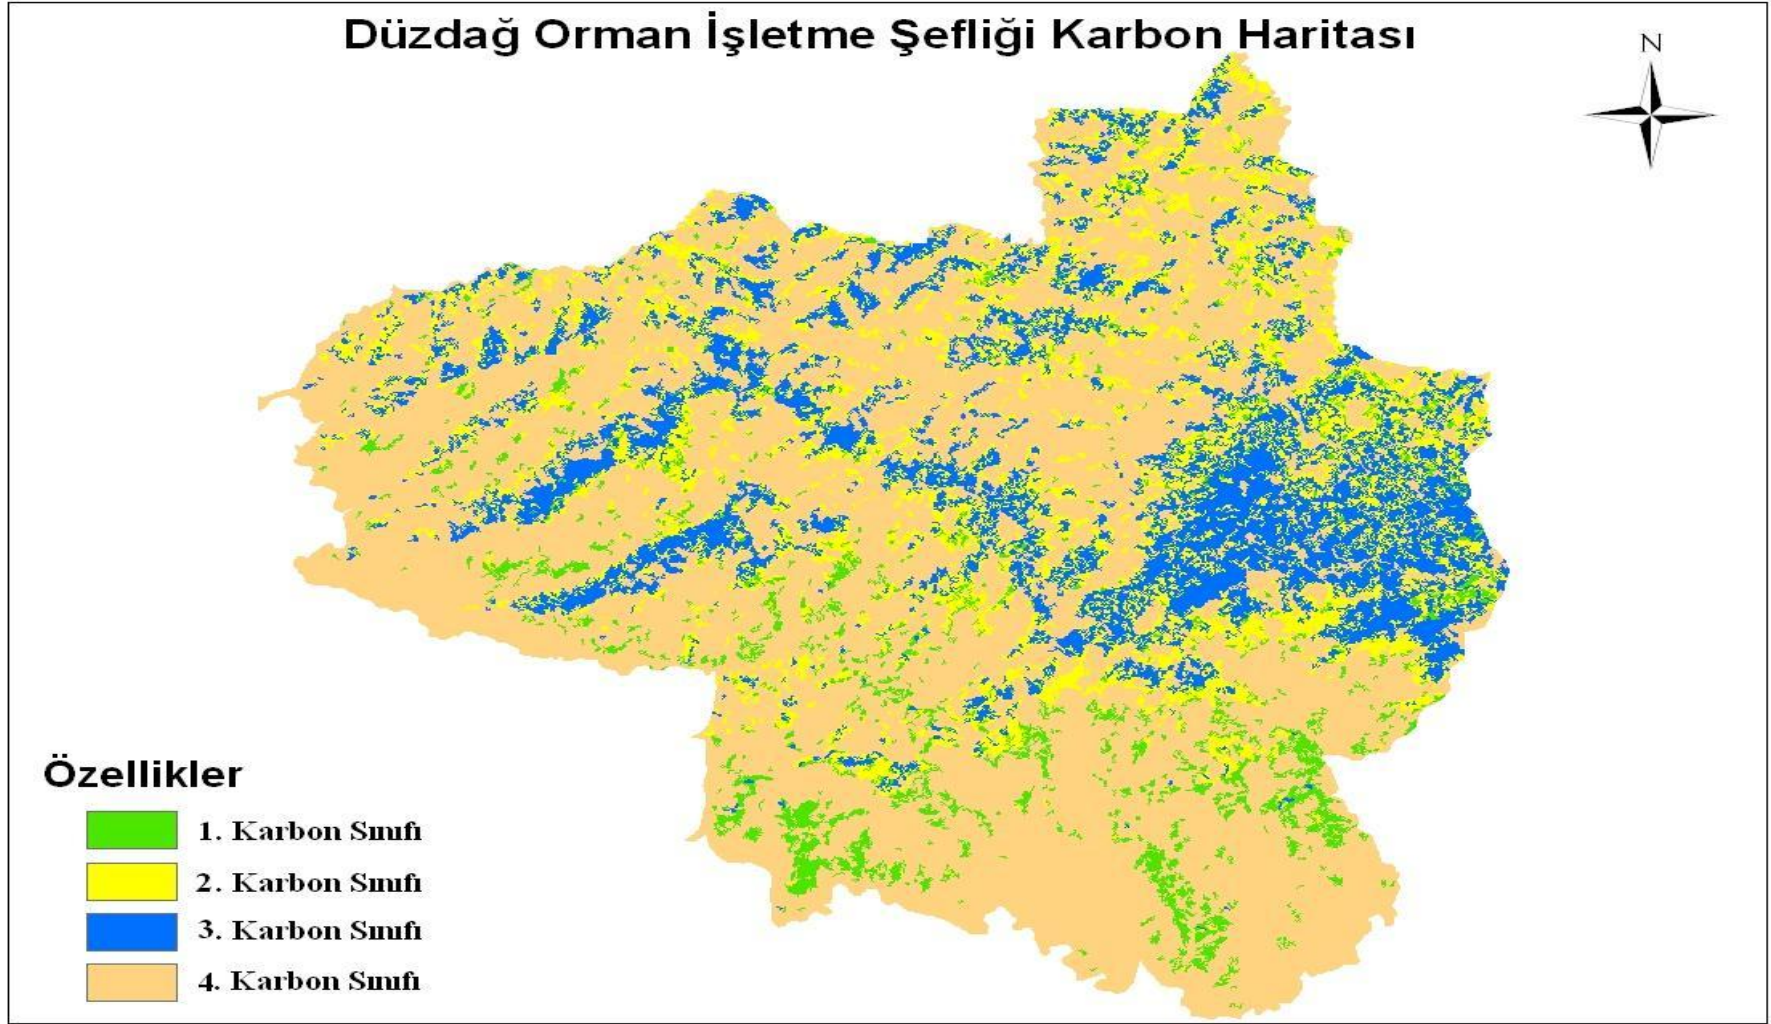 Düzdağ Orman İşletme Şefliği Karbon Haritası
N
Özellikler
1. Karbon Sınıfı
2. Karbon Sınıfı
3. Karbon Sınıfı
4. Karbon Sınıfı